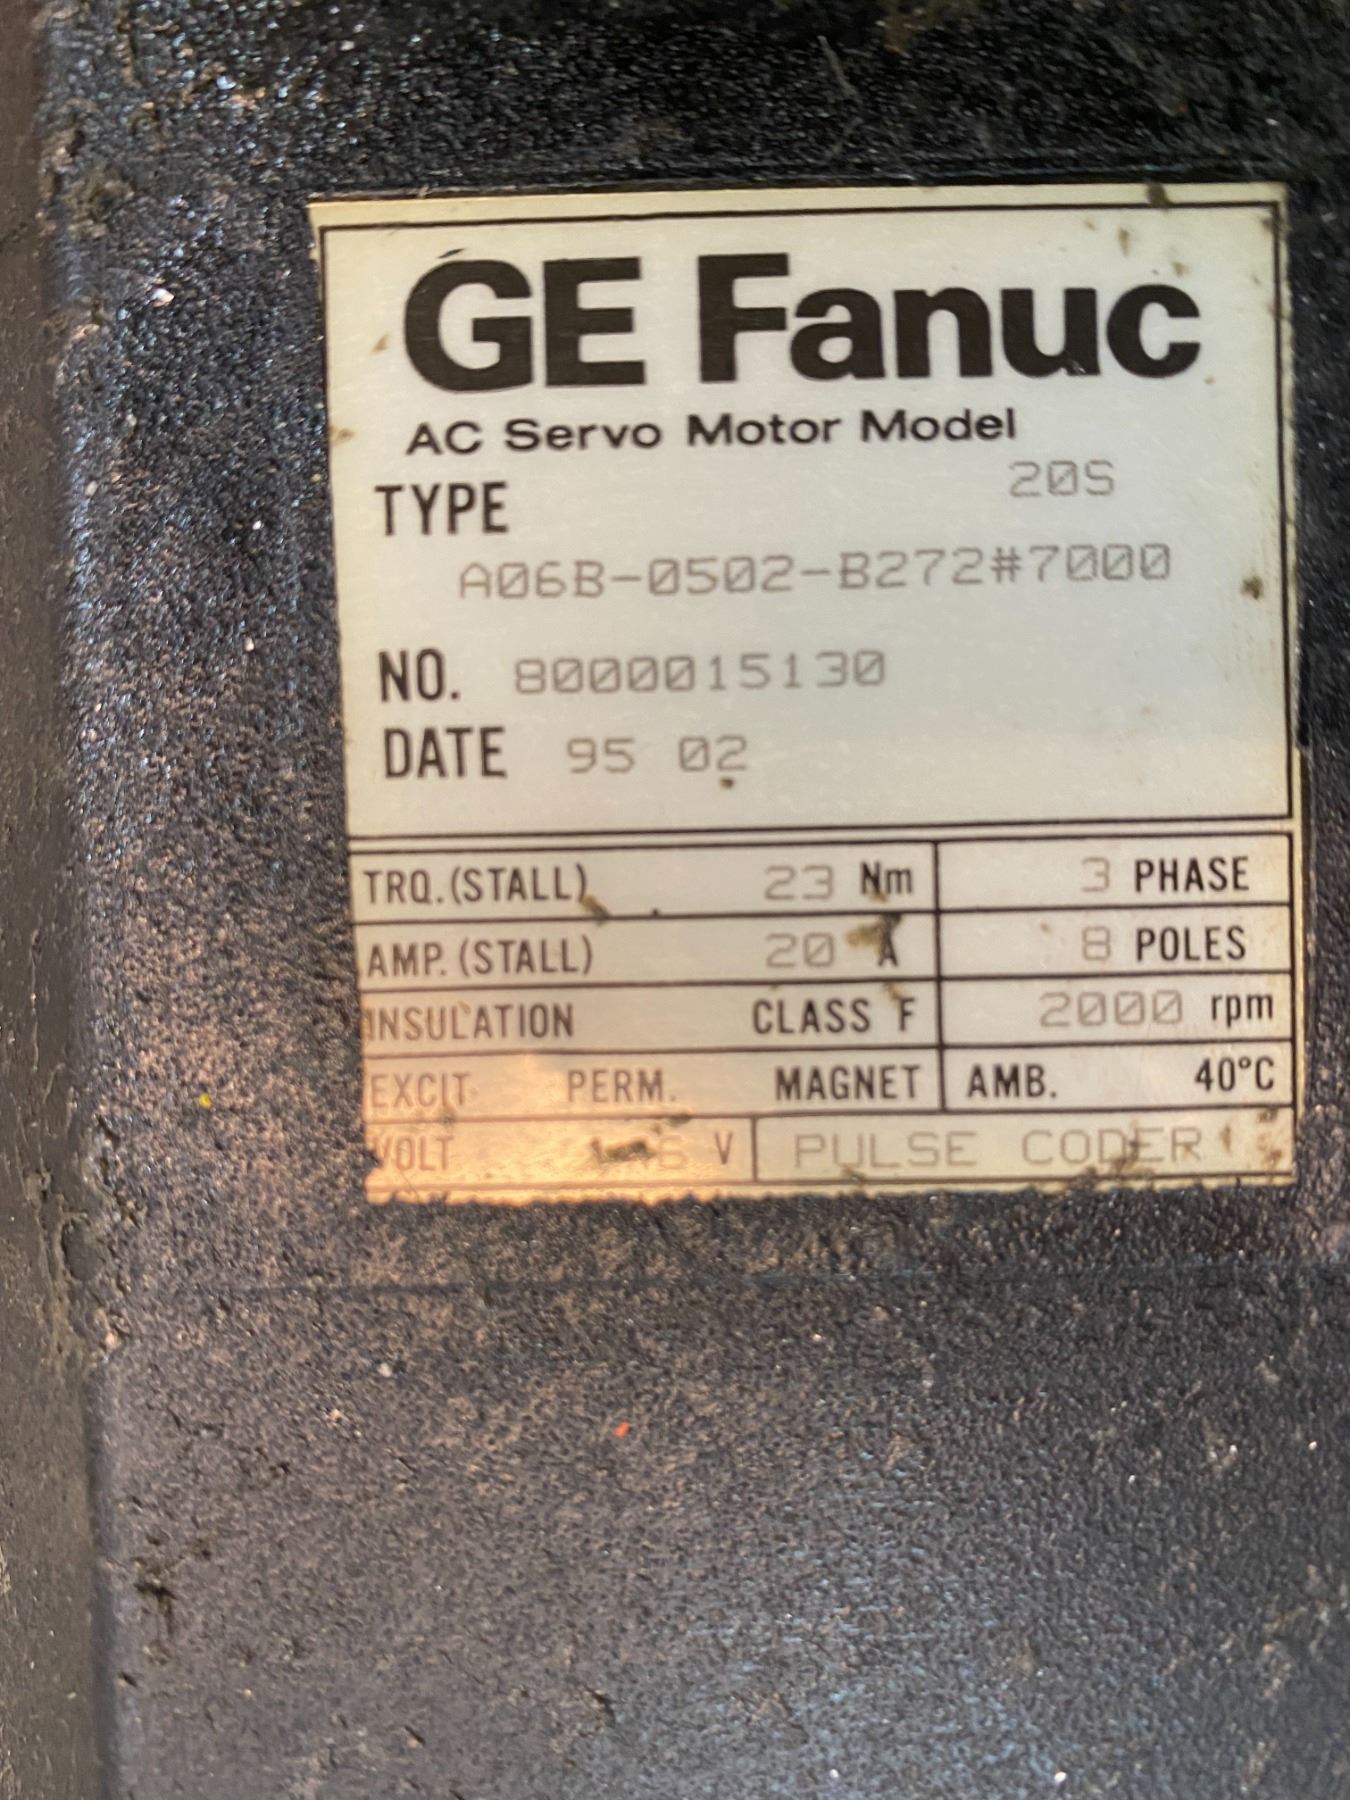 GE Fanuc
AC Servo Motor Model
20S
TYPE
A06B-0502-B272#7000
NO. 8000015130
DATE 95 02
TRQ.(STALL) 23 Nm 3 PHASE
AMP.(STALL) 20 A 8 POLES
INSULATION CLASS F 2000 rpm
EXCIT PERM. MAGNET AMB. 40°C
VOLT V PULSE CODER